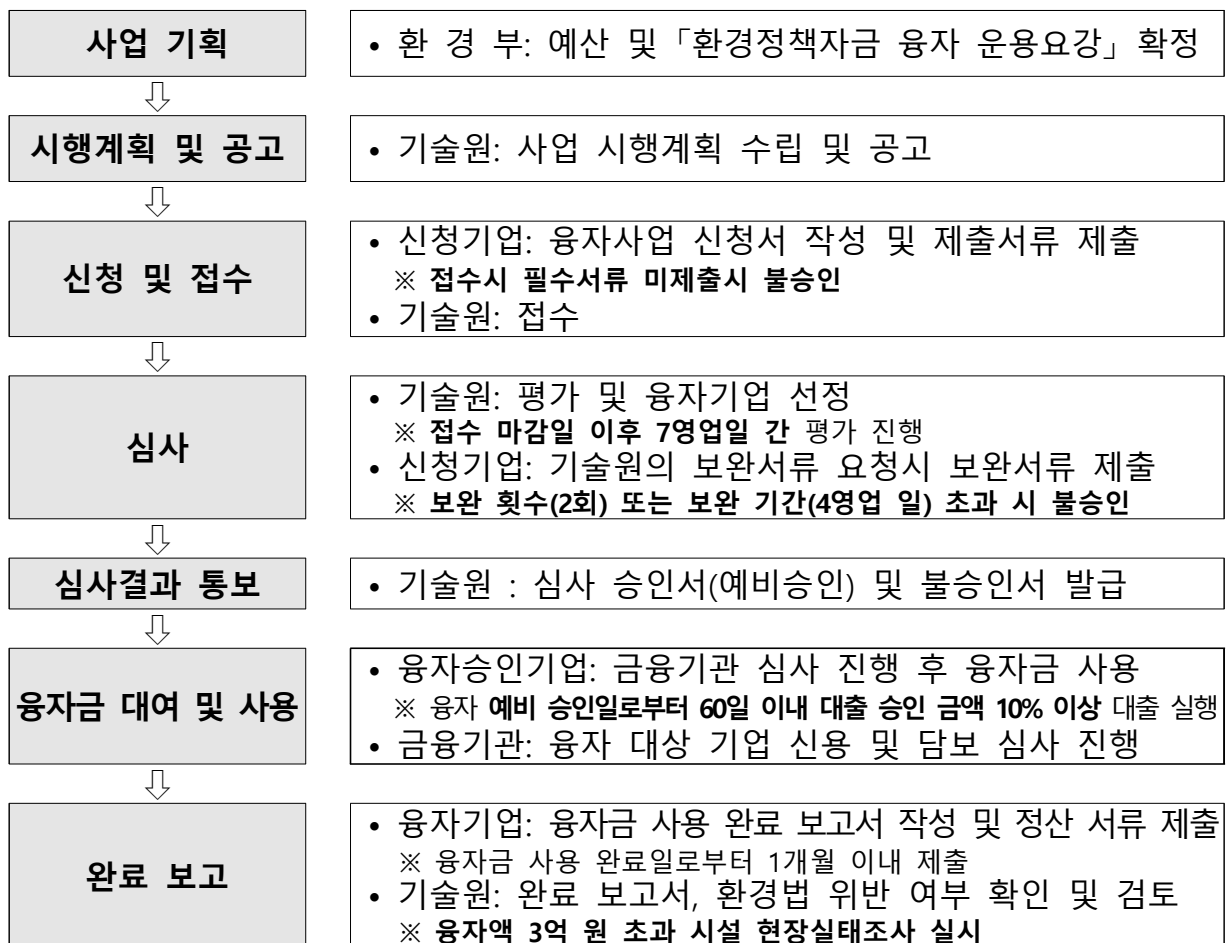 사업 기획
• 환 경 부: 예산 및「환경정책자금 융자 운용요강」확정
시행계획 및 공고
• 기술원: 사업 시행계획 수립 및 공고
신청 및 접수
• 신청기업: 융자사업 신청서 작성 및 제출서류 제출
※ 접수시 필수서류 미제출시 불승인
• 기술원: 접수
심사
• 기술원: 평가 및 융자기업 선정
※ 접수 마감일 이후 7영업일 간 평가 진행
• 신청기업: 기술원의 보완서류 요청시 보완서류 제출
※ 보완 횟수(2회) 또는 보완 기간(4영업 일) 초과 시 불승인
심사결과 통보
• 기술원 : 심사 승인서(예비승인) 및 불승인서 발급
융자금 대여 및 사용
• 융자승인기업: 금융기관 심사 진행 후 융자금 사용
※ 융자 예비 승인일로부터 60일 이내 대출 승인 금액 10% 이상 대출 실행
• 금융기관: 융자 대상 기업 신용 및 담보 심사 진행
완료 보고
• 융자기업: 융자금 사용 완료 보고서 작성 및 정산 서류 제출
※ 융자금 사용 완료일로부터 1개월 이내 제출
• 기술원: 완료 보고서, 환경법 위반 여부 확인 및 검토
※ 융자액 3억 원 초과 시설 현장실태조사 실시